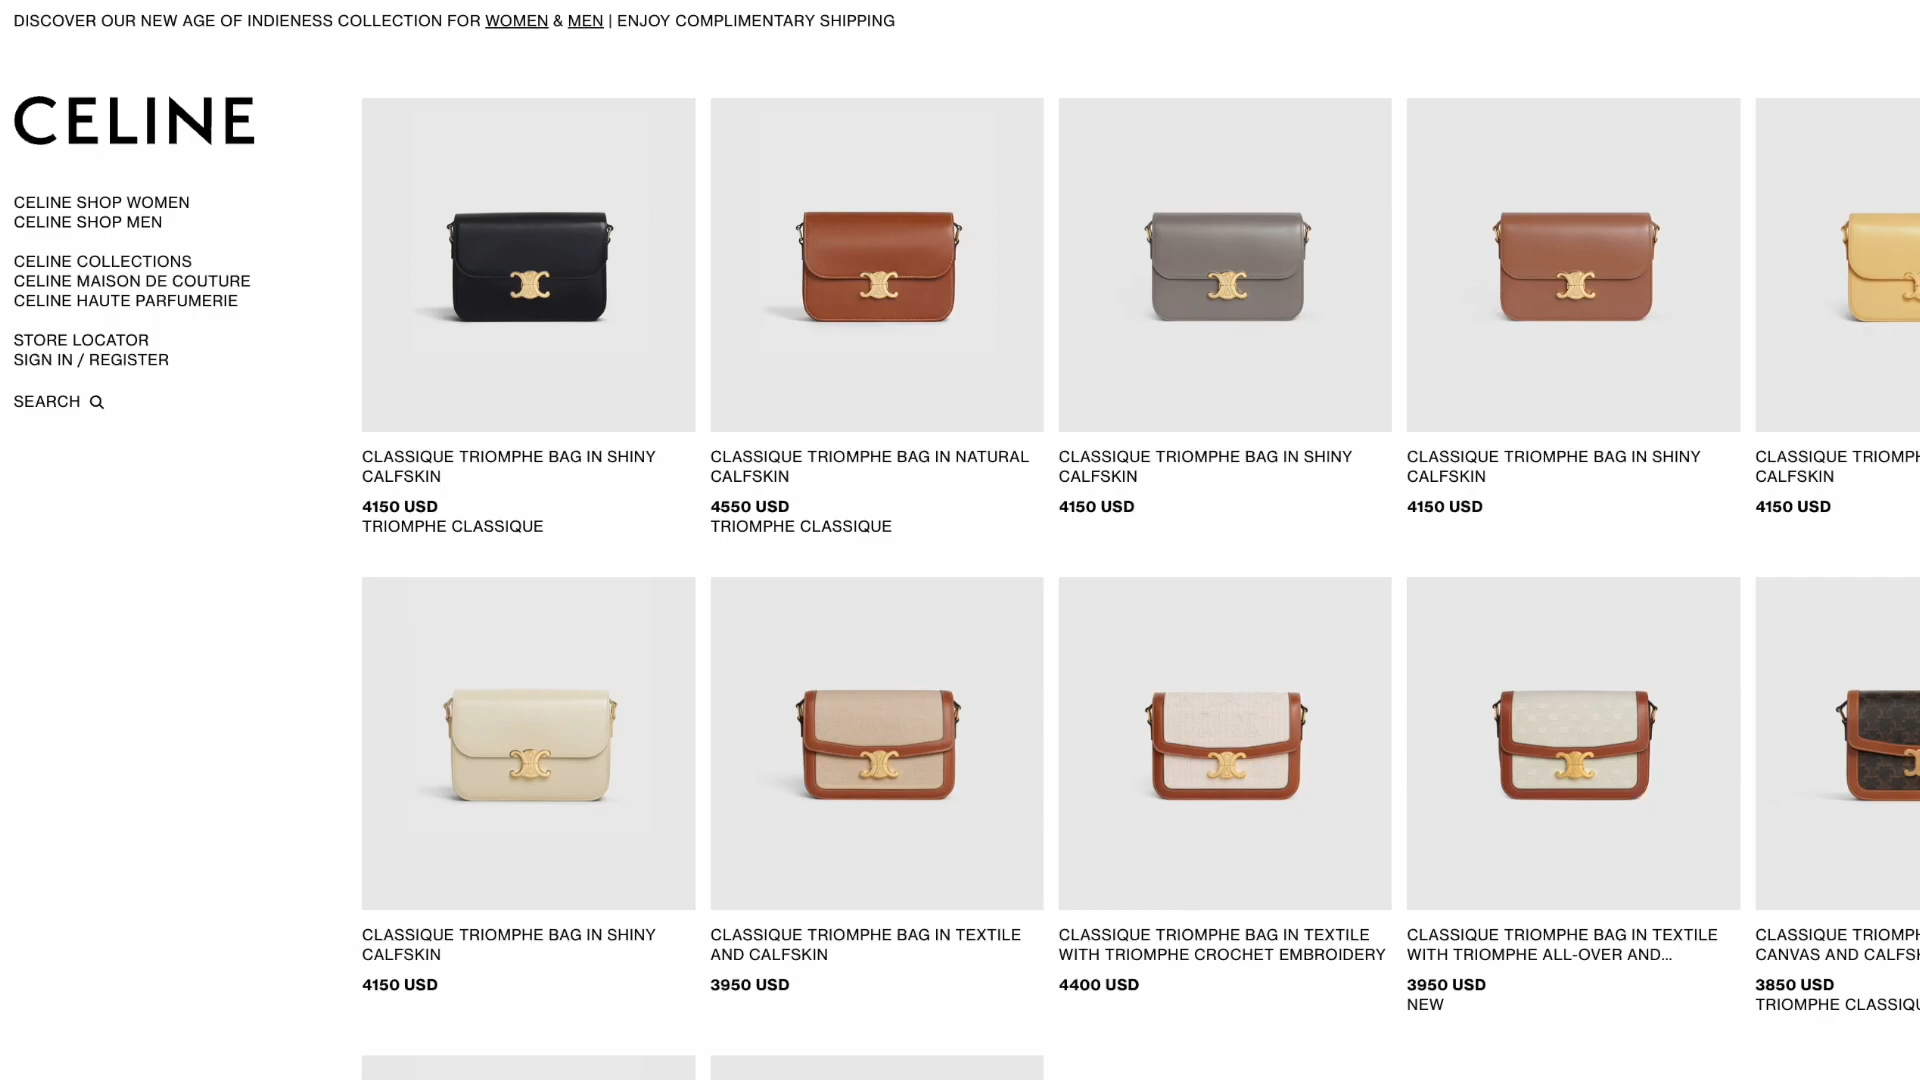 DISCOVER OUR NEW AGE OF INDIENESS COLLECTION FOR WOMEN & MEN | ENJOY COMPLIMENTARY SHIPPING
CELINE
CELINE SHOP WOMEN
CELINE SHOP MEN
CELINE COLLECTIONS
CELINE MAISON DE COUTURE
CELINE HAUTE PARFUMERIE
STORE LOCATOR
SIGN IN / REGISTER
SEARCH
CLASSIQUE TRIOMPHE BAG IN SHINY
CALFSKIN
4150 USD
TRIOMPHE CLASSIQUE
CLASSIQUE TRIOMPHE BAG IN NATURAL
CALFSKIN
4550 USD
TRIOMPHE CLASSIQUE
CLASSIQUE TRIOMPHE BAG IN SHINY
CALFSKIN
4150 USD
CLASSIQUE TRIOMPHE BAG IN SHINY
CALFSKIN
4150 USD
CLASSIQUE
CALFSKIN
4150 USD
CLASSIQUE TRIOMPHE BAG IN SHINY
CALFSKIN
4150 USD
CLASSIQUE TRIOMPHE BAG IN TEXTILE
AND CALFSKIN
3950 USD
CLASSIQUE TRIOMPHE BAG IN TEXTILE
WITH TRIOMPHE CROCHET EMBROIDERY
4400 USD
CLASSIQUE TRIOMPHE BAG IN TEXTILE
WITH TRIOMPHE ALL-OVER AND...
3950 USD
NEW
CLASSIQUE
CANVAS AND
3850 USD
TRIOMPHE